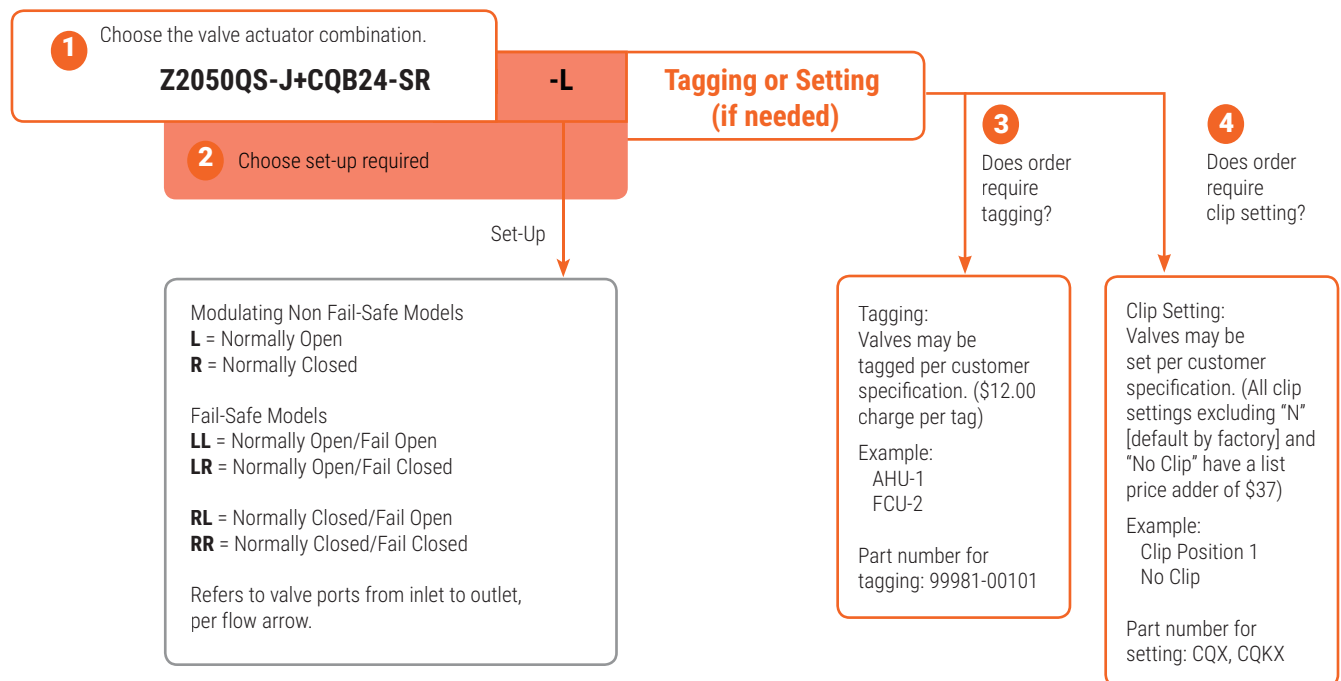 1
Choose the valve actuator combination.
Z2050QS-J+CQB24-SR
-L
Tagging or Setting
(if needed)
2
Choose set-up required
3
Does order
require
tagging?
4
Does order
require
clip setting?
Set-Up
Modulating Non Fail-Safe Models
L = Normally Open
R = Normally Closed
Fail-Safe Models
LL = Normally Open/Fail Open
LR = Normally Open/Fail Closed
RL = Normally Closed/Fail Open
RR = Normally Closed/Fail Closed
Refers to valve ports from inlet to outlet,
per flow arrow.
Tagging:
Valves may be
tagged per customer
specification. ($12.00
charge per tag)
Example:
AHU-1
FCU-2
Part number for
tagging: 99981-00101
Clip Setting:
Valves may be
set per customer
specification. (All clip
settings excluding “N”
[default by factory] and
“No Clip” have a list
price adder of $37)
Example:
Clip Position 1
No Clip
Part number for
setting: CQX, CQKX